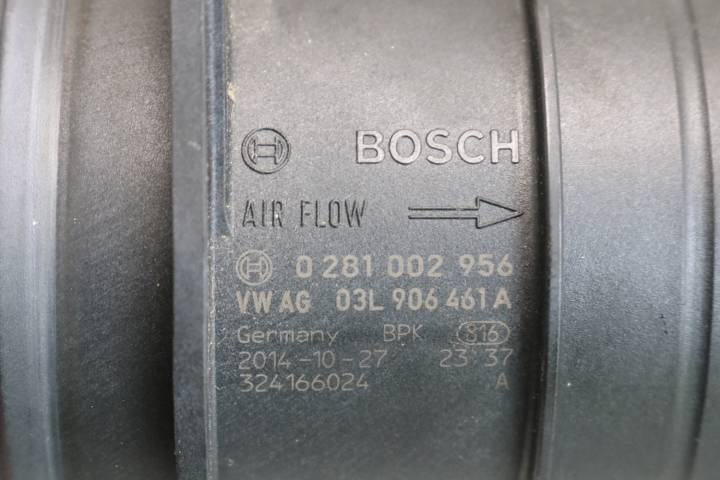 BOSCH
AIR FLOW
0 281 002 956
VW AG 03L 906 461 A
Germany BPK 816
2014-10-27 23:37
324166024 A